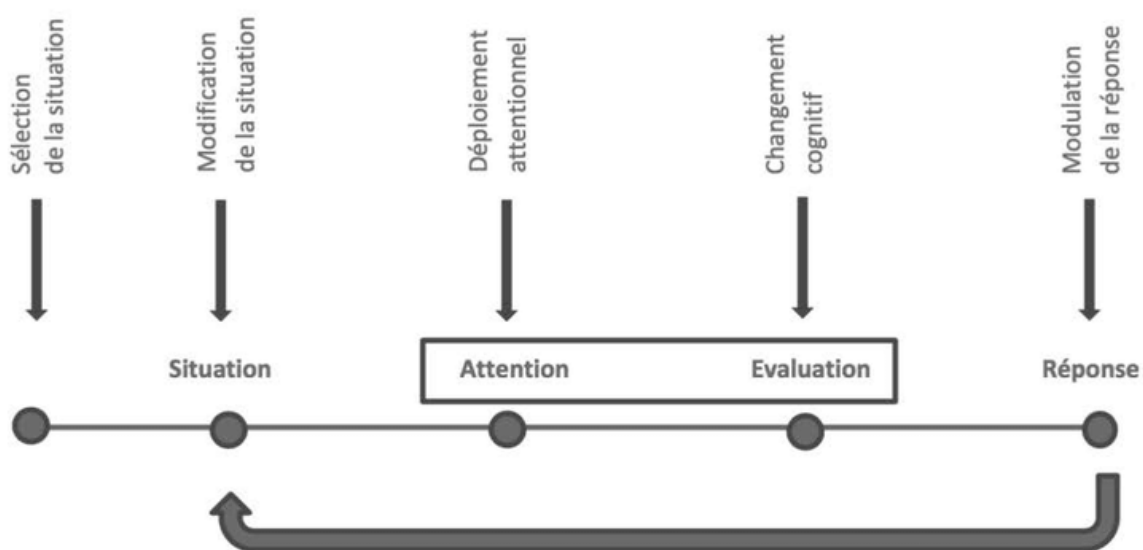 Sélection
de la situation
Modification
de la situation
Déploiement
attentionnel
Changement
cognitif
Modulation
de la réponse
Situation
Attention
Evaluation
Réponse